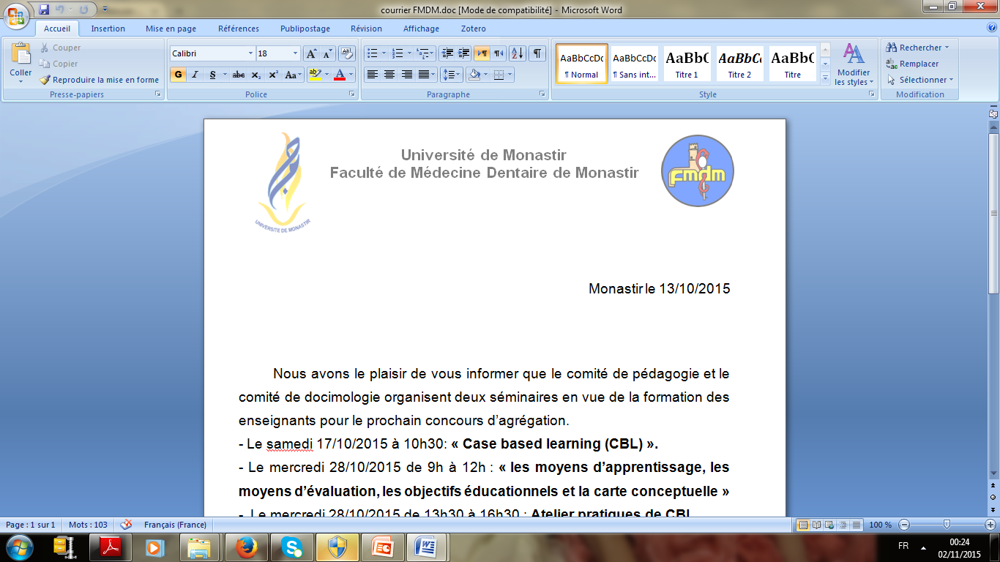 courrier FMDM.doc [Mode de compatibilité] - Microsoft Word
Accueil Insertion Mise en page Références Publipostage Révision Affichage Zotero
Coller
Couper
Copier
Reproduire la mise en forme
Presse-papiers
Calibri 18
G I S abc x₂ x² Aa
Police
Paragraphe
AaBbCcDc AaBbCcDc AaBbC AaBbCc AaBbC
¶ Normal ¶ Sans int... Titre 1 Titre 2 Titre
Modifier
les styles
Style
Rechercher
Remplacer
Sélectionner
Modification
Université de Monastir
Faculté de Médecine Dentaire de Monastir
UNIVERSITE DE MONASTIR
fmdm
Monastir le 13/10/2015
Nous avons le plaisir de vous informer que le comité de pédagogie et le
comité de docimologie organisent deux séminaires en vue de la formation des
enseignants pour le prochain concours d’agrégation.
- Le samedi 17/10/2015 à 10h30: « Case based learning (CBL) ».
- Le mercredi 28/10/2015 de 9h à 12h : « les moyens d’apprentissage, les
moyens d’évaluation, les objectifs éducationnels et la carte conceptuelle »
- Le mercredi 28/10/2015 de 13h30 à 16h30 : Atelier pratiques de CBL
Page : 1 sur 1 Mots : 103 Français (France) 100 %
FR 00:24
02/11/2015